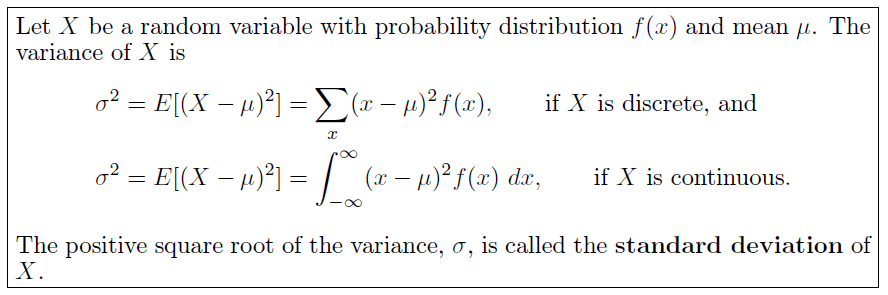 Let X be a random variable with probability distribution f(x) and mean μ. The
variance of X is
σ² = E[(X − μ)²] = ∑ₓ (x − μ)² f(x), if X is discrete, and
σ² = E[(X − μ)²] = ∫_{−∞}^{∞} (x − μ)² f(x) dx, if X is continuous.
The positive square root of the variance, σ, is called the standard deviation of
X.